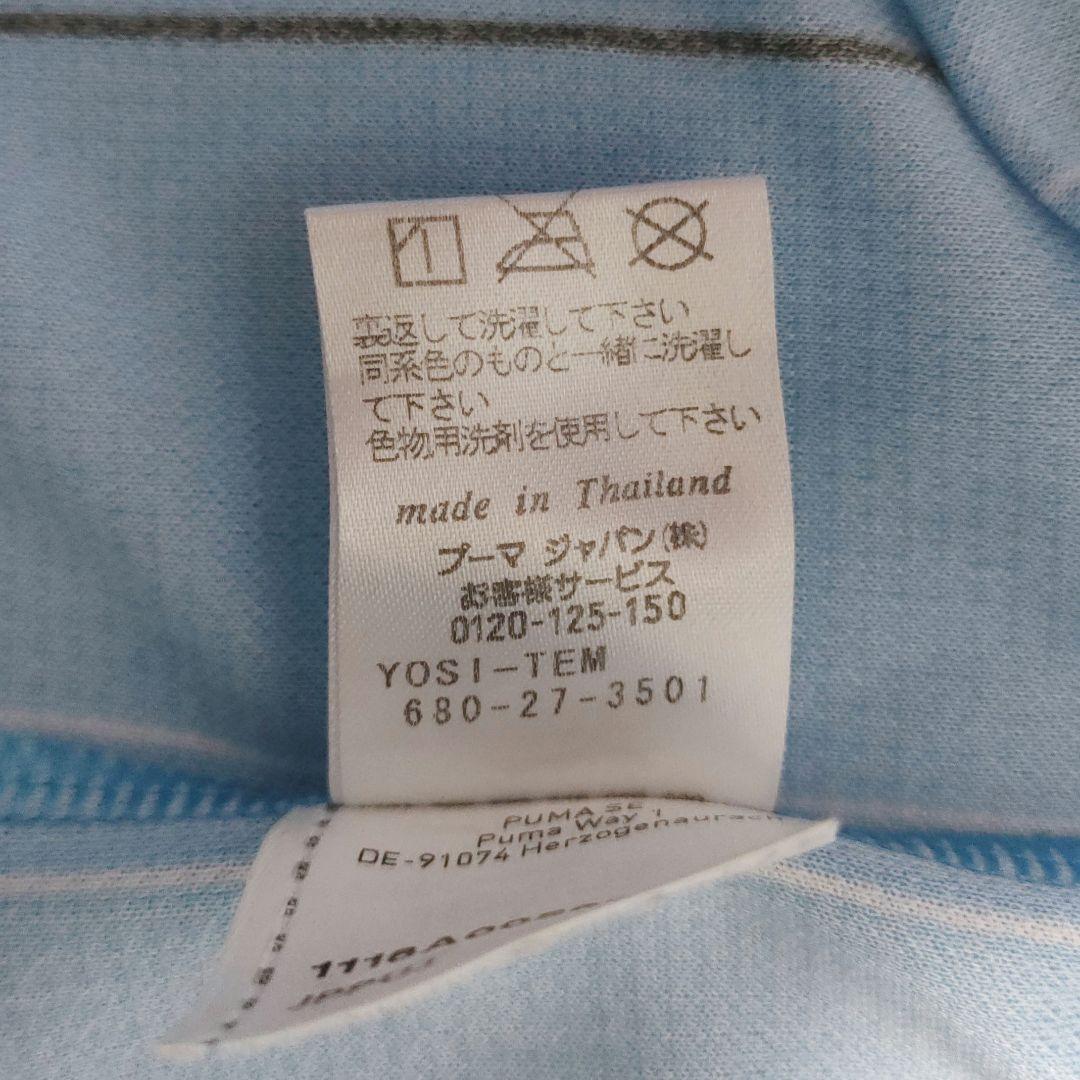 裏返して洗濯して下さい
同系色のものと一緒に洗濯し
て下さい
色物用洗剤を使用して下さい
made in Thailand
プーマ ジャパン(株)
お客様サービス
0120-125-150
YOSI-TEM
680-27-3501
PUMA SE
Puma Way 1
DE-91074 Herzogenaurach